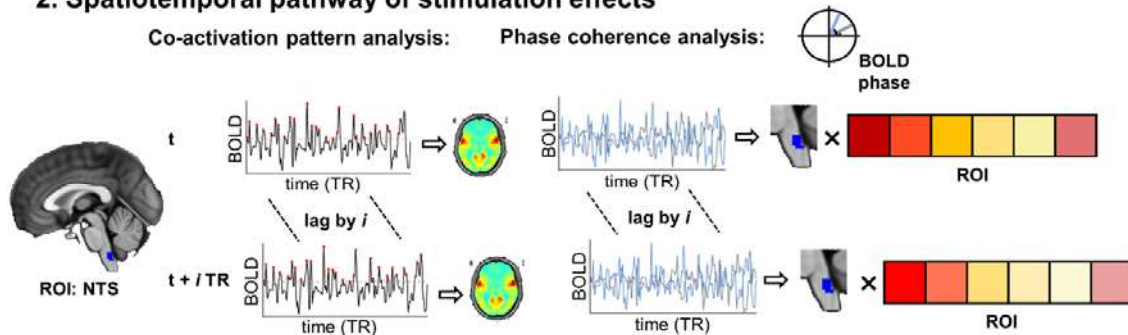 2. Spatiotemporal pathway of stimulation effects
Co-activation pattern analysis:
Phase coherence analysis:
BOLD
phase
t
BOLD
time (TR)
BOLD
time (TR)
×
ROI
lag by i
lag by i
ROI: NTS
t + i TR
BOLD
time (TR)
BOLD
time (TR)
×
ROI